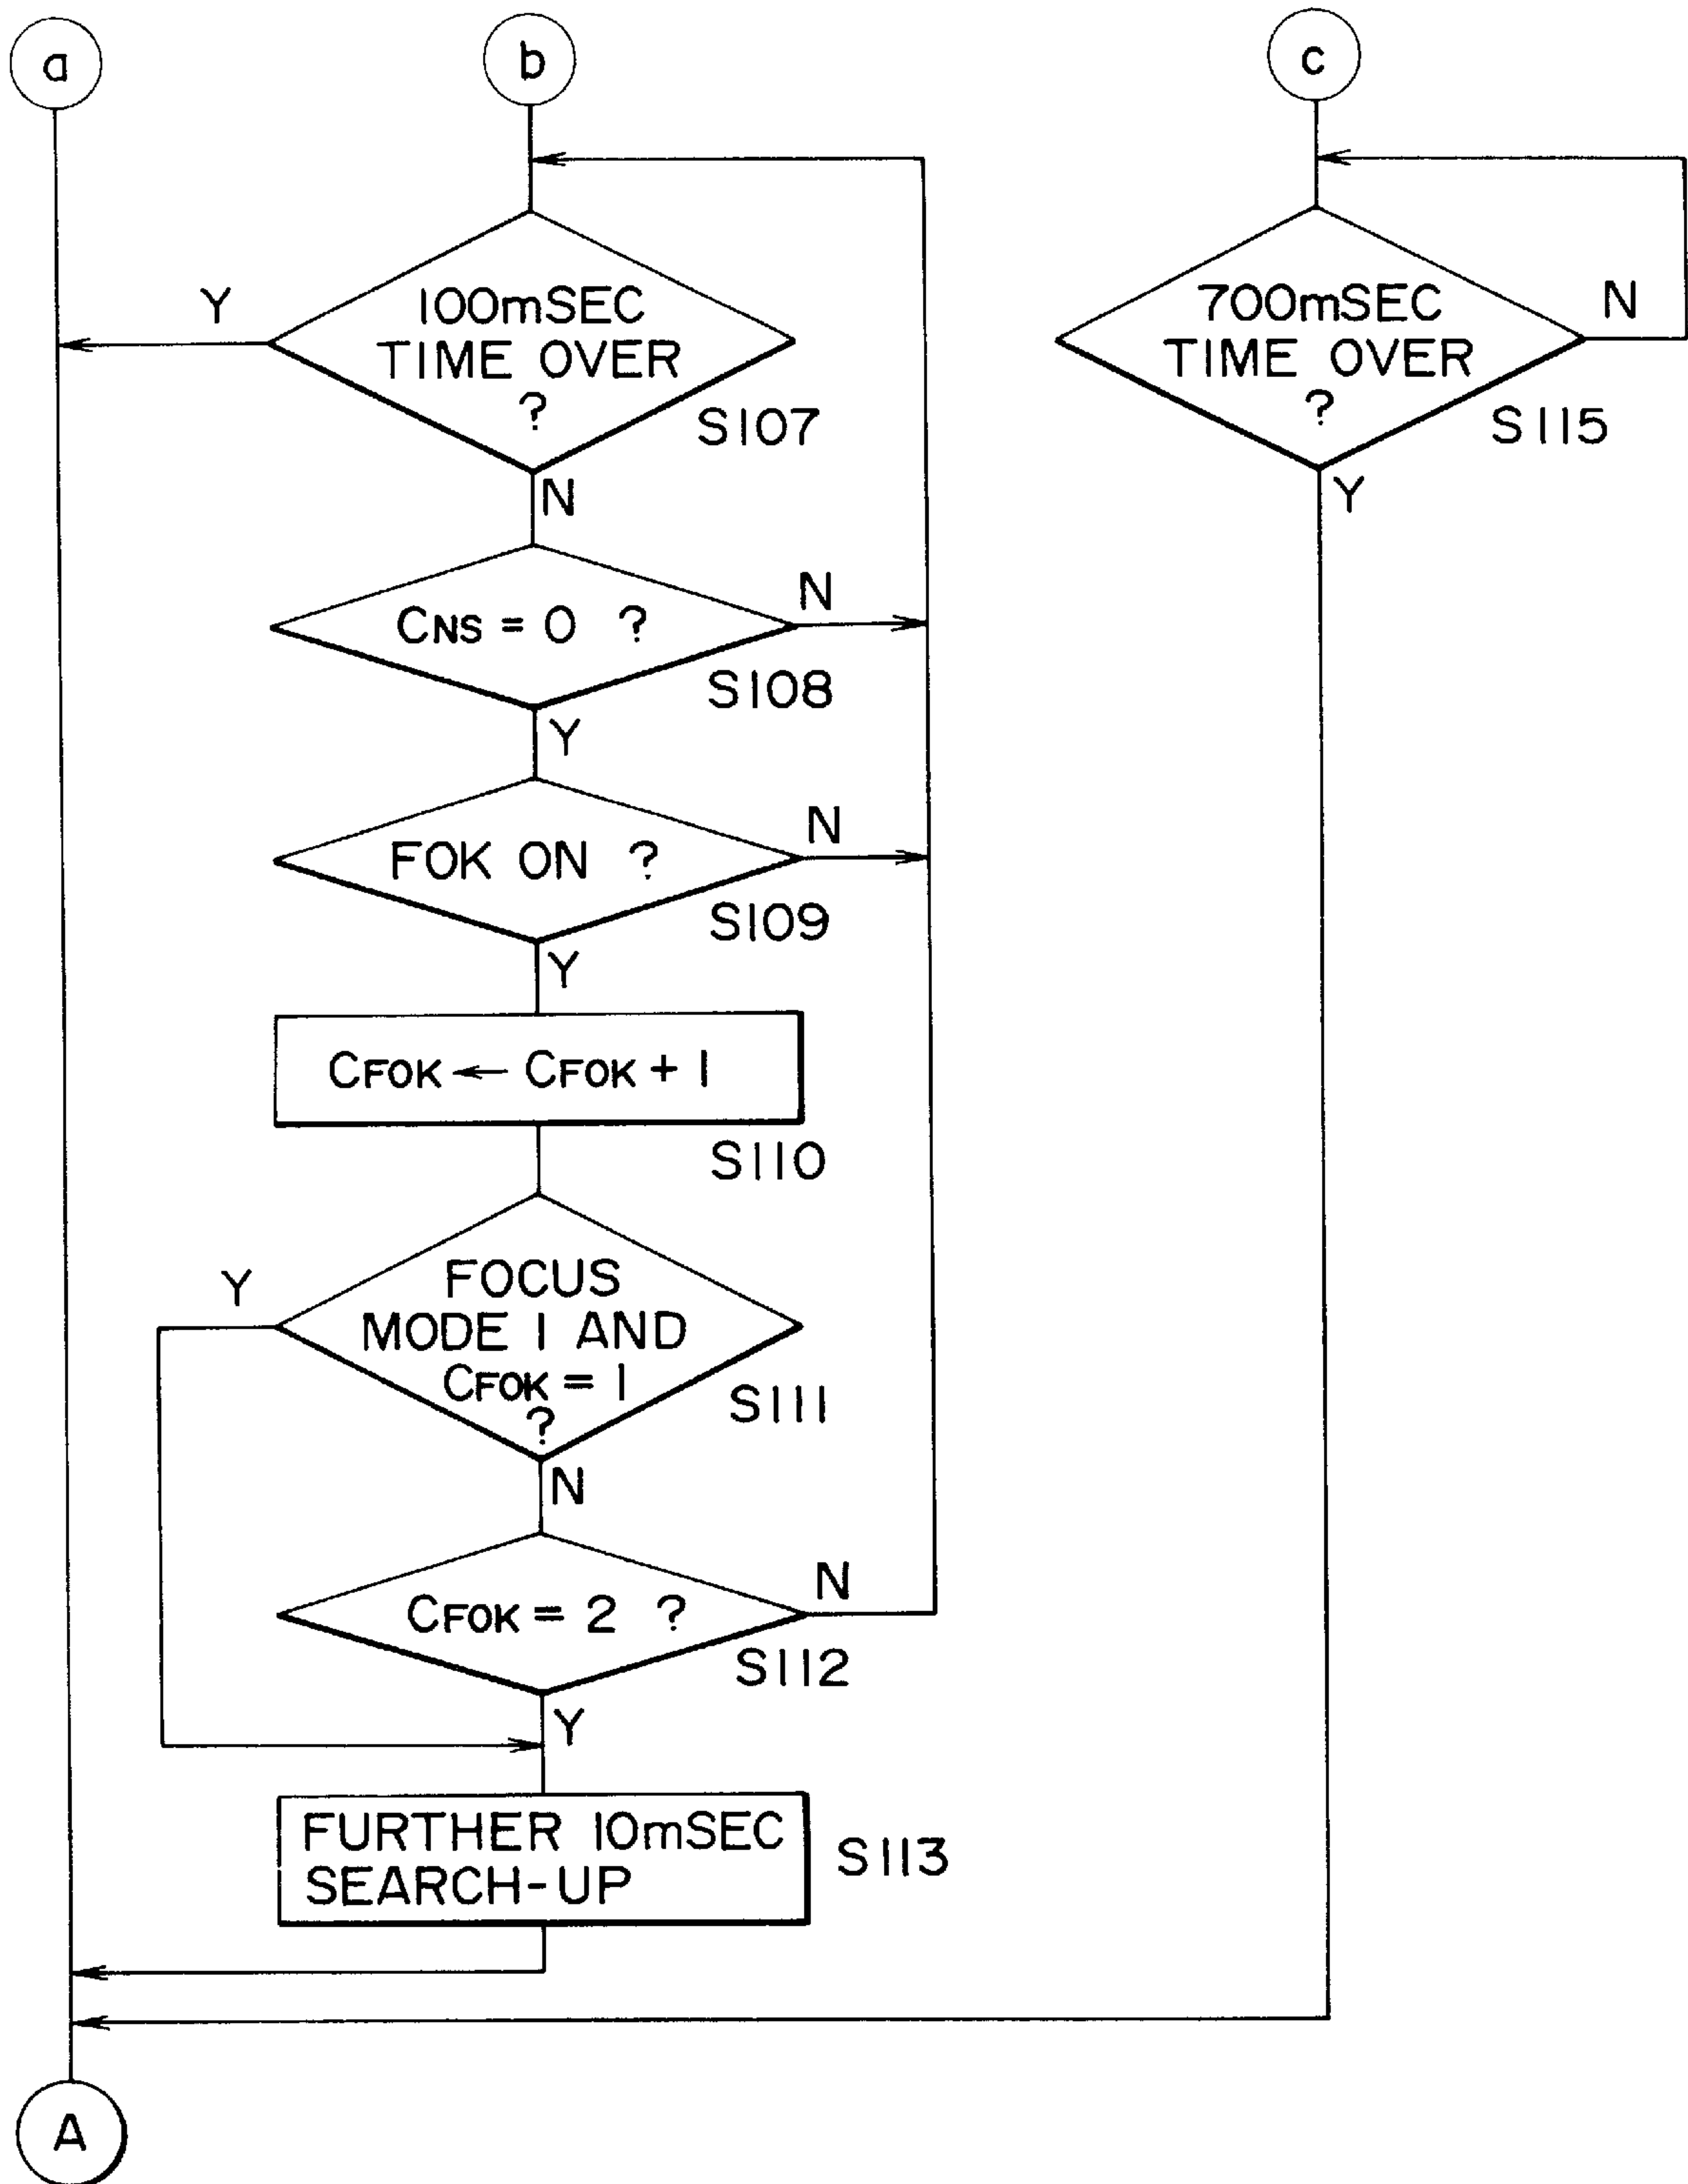 a
b
c
Y
100mSEC
TIME OVER
?
S107
N
700mSEC
TIME OVER
?
N
S115
Y
CNS = 0 ?
N
S108
Y
FOK ON ?
N
S109
Y
CFOK ← CFOK + 1
S110
Y
FOCUS
MODE 1 AND
CFOK = 1
?
S111
N
CFOK = 2 ?
N
S112
Y
FURTHER 10mSEC
SEARCH-UP
S113
A